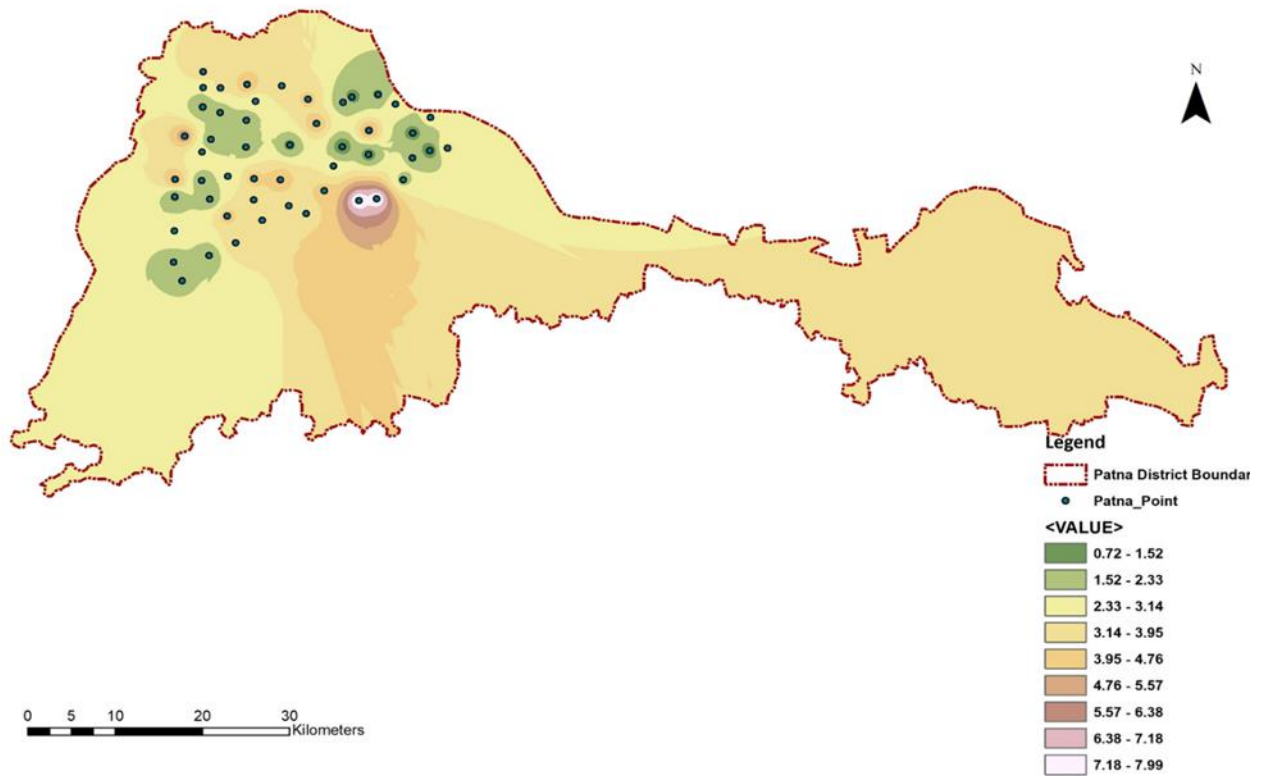 N
Legend
Patna District Boundar
Patna_Point
<VALUE>
0.72 - 1.52
1.52 - 2.33
2.33 - 3.14
3.14 - 3.95
3.95 - 4.76
4.76 - 5.57
5.57 - 6.38
6.38 - 7.18
7.18 - 7.99
0 5 10 20 30
Kilometers